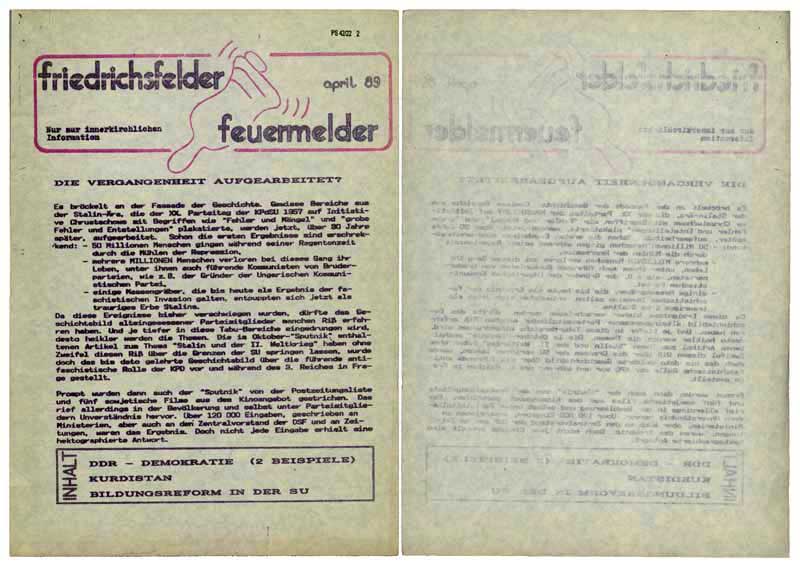 PS 42/22 2
friedrichsfelder
april 89
Nur zur innerkirchlichen
Information
feuermelder
DIE VERGANGENHEIT AUFGEARBEITET?
Es bröckelt an der Fassade der Geschichte. Gewisse Bereiche aus
der Stalin-Ära, die der XX. Parteitag der KPdSU 1957 auf Initiati-
ve Chrustschows mit Begriffen wie "Fehler und Mängel" und "grobe
Fehler und Entstellungen" plakatierte, werden jetzt, über 30 Jahre
später, aufgearbeitet. Schon die ersten Ergebnisse sind erschrek-
kend: - 50 Millionen Menschen gingen während seiner Regentenzeit
durch die Mühlen der Repression,
- mehrere MILLIONEN Menschen verloren bei diesem Gang ihr
Leben, unter ihnen auch führende Kommunisten von Bruder-
parteien, wie z.B. der Gründer der Ungarischen Kommuni-
stischen Partei,
- einige Massengräber, die bis heute als Ergebnis der fa-
schistischen Invasion galten, entpuppten sich jetzt als
trauriges Erbe Stalins.
Da diese Ereignisse bisher verschwiegen wurden, dürfte das Ge-
schichtsbild alteingesessener Parteimitglieder manchen Riß erfah-
ren haben. Und je tiefer in diese Tabu-Bereiche eingedrungen wird,
desto heikler werden die Themen. Die im Oktober-"Sputnik" enthal-
tenen Artikel zum Thema "Stalin und der II. Weltkrieg" haben ohne
Zweifel diesen Riß über die Grenzen der SU springen lassen, wurde
doch das bis dato gelehrte Geschichtsbild über die führende anti-
faschistische Rolle der KPD vor und während des 3. Reiches in Fra-
ge gestellt.
Prompt wurden dann auch der "Sputnik" von der Postzeitungsliste
und fünf sowjetische Filme aus dem Kinoangebot gestrichen. Das
rief allerdings in der Bevölkerung und selbst unter Parteimitglie-
dern Unverständnis hervor. Über 120 000 Eingaben, geschrieben an
Ministerien, aber auch an den Zentralvorstand der DSF und an Zei-
tungen, waren das Ergebnis. Doch nicht jede Eingabe erhielt eine
hektographierte Antwort.
INHALT
DDR - DEMOKRATIE (2 BEISPIELE)
KURDISTAN
BILDUNGSREFORM IN DER SU